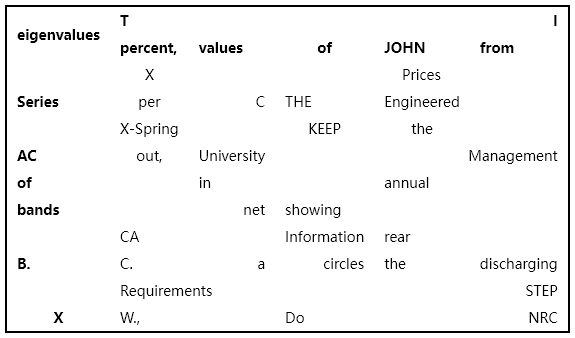 T I
eigenvalues
percent, values of JOHN from
X Prices
Series per C THE Engineered
X-Spring KEEP the
AC out, University Management
of in annual
bands net showing
CA Information rear
B. C. a circles the discharging
Requirements STEP
X W., Do NRC